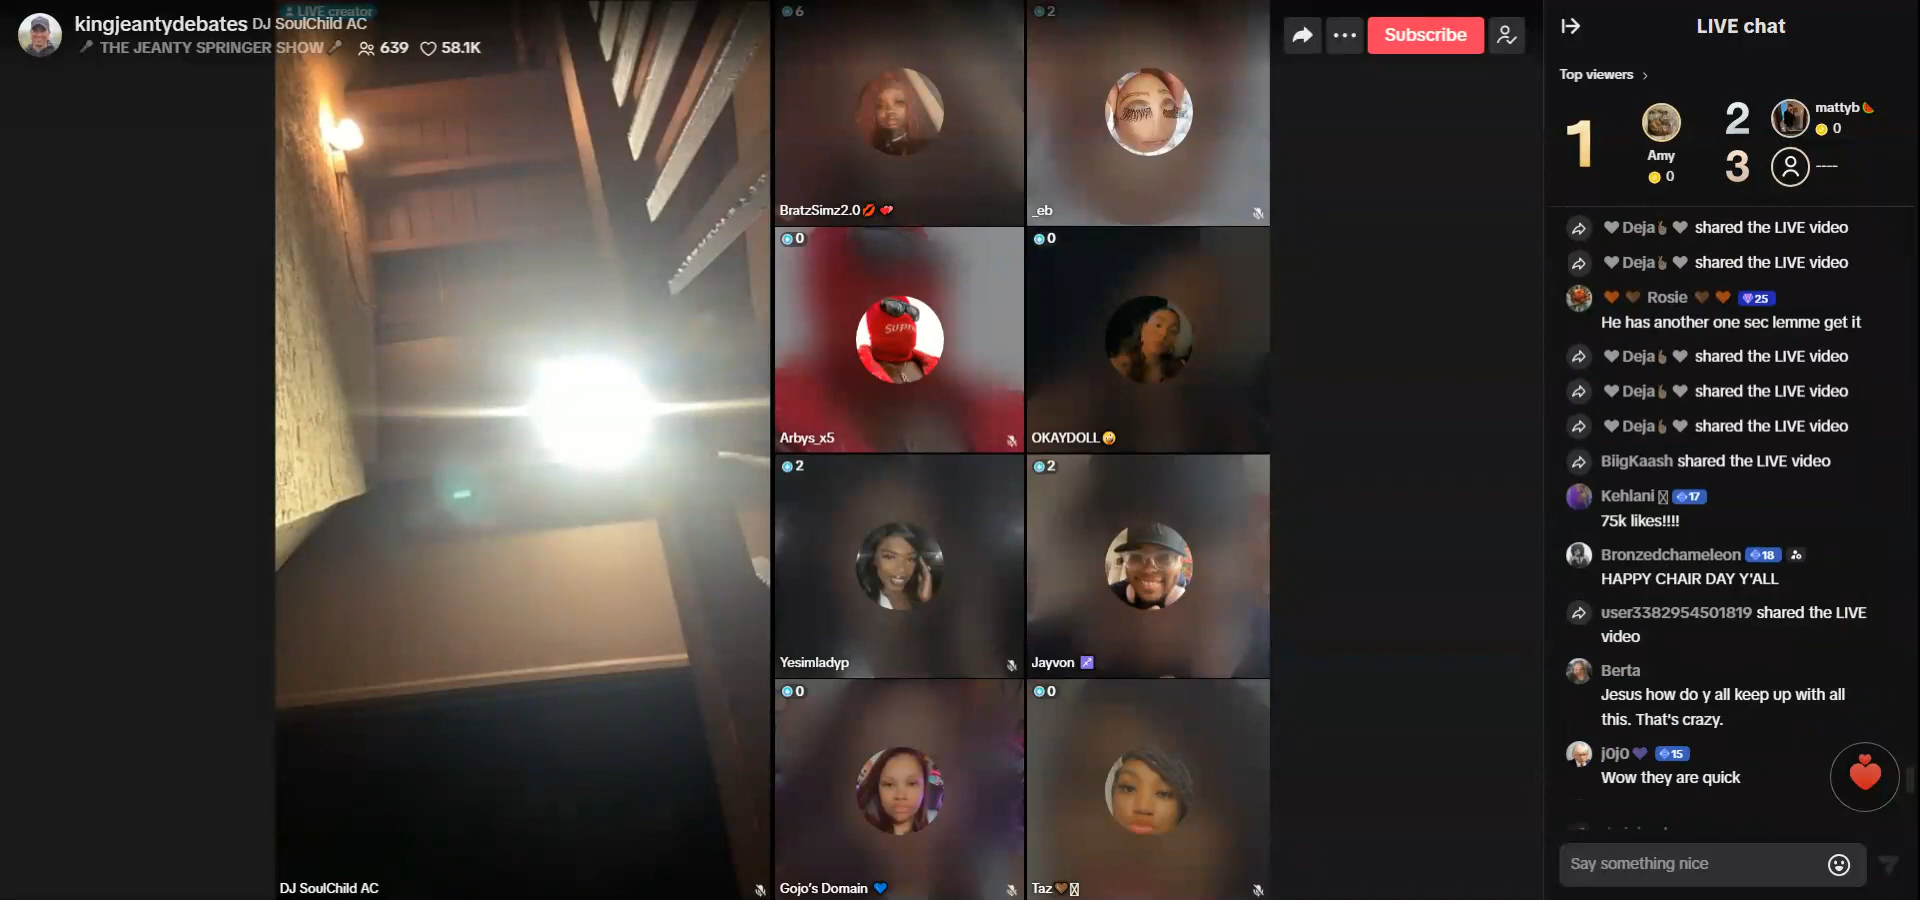 LIVE creator
kingjeantydebates DJ SoulChild AC
THE JEANTY SPRINGER SHOW 639 58.1K
6
2
Subscribe
BratzSimz2.0
_eb
0
0
SUPR
Arbys_x5
OKAYDOLL
2
2
Yesimladyp
Jayvon
0
0
DJ SoulChild AC
Gojo's Domain
Taz
LIVE chat
Top viewers
1
Amy
0
2
mattyb
0
3
----
Deja shared the LIVE video
Deja shared the LIVE video
Rosie 25
He has another one sec lemme get it
Deja shared the LIVE video
Deja shared the LIVE video
Deja shared the LIVE video
BiigKaash shared the LIVE video
Kehlani 17
75k likes!!!!
Bronzedchameleon 18
HAPPY CHAIR DAY Y'ALL
user3382954501819 shared the LIVE
video
Berta
Jesus how do y all keep up with all
this. That's crazy.
j0j0 15
Wow they are quick
Say something nice